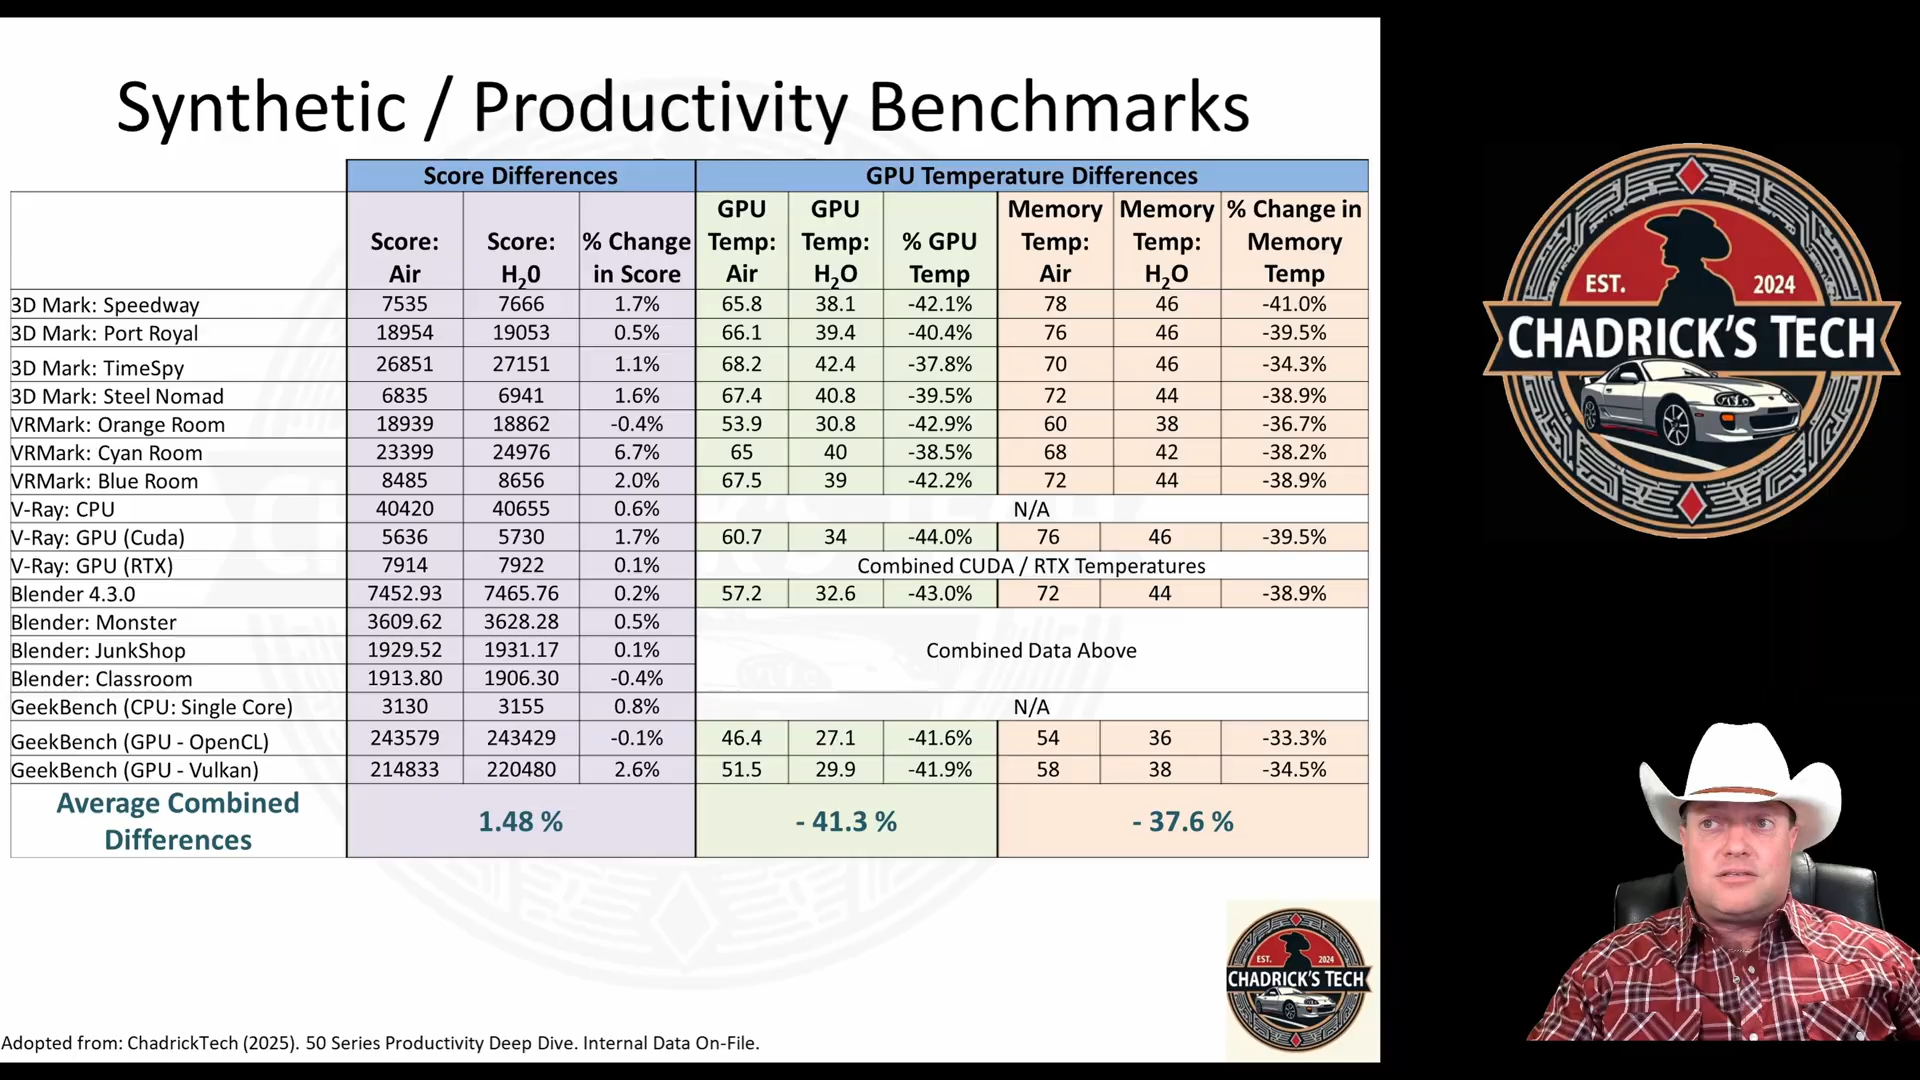 Synthetic / Productivity Benchmarks
Score Differences GPU Temperature Differences
Score: Air Score: H₂0 % Change in Score GPU Temp: Air GPU Temp: H₂O % GPU Temp Memory Temp: Air Memory Temp: H₂O % Change in Memory Temp
3D Mark: Speedway 7535 7666 1.7% 65.8 38.1 -42.1% 78 46 -41.0%
3D Mark: Port Royal 18954 19053 0.5% 66.1 39.4 -40.4% 76 46 -39.5%
3D Mark: TimeSpy 26851 27151 1.1% 68.2 42.4 -37.8% 70 46 -34.3%
3D Mark: Steel Nomad 6835 6941 1.6% 67.4 40.8 -39.5% 72 44 -38.9%
VRMark: Orange Room 18939 18862 -0.4% 53.9 30.8 -42.9% 60 38 -36.7%
VRMark: Cyan Room 23399 24976 6.7% 65 40 -38.5% 68 42 -38.2%
VRMark: Blue Room 8485 8656 2.0% 67.5 39 -42.2% 72 44 -38.9%
V-Ray: CPU 40420 40655 0.6% N/A
V-Ray: GPU (Cuda) 5636 5730 1.7% 60.7 34 -44.0% 76 46 -39.5%
V-Ray: GPU (RTX) 7914 7922 0.1% Combined CUDA / RTX Temperatures
Blender 4.3.0 7452.93 7465.76 0.2% 57.2 32.6 -43.0% 72 44 -38.9%
Blender: Monster 3609.62 3628.28 0.5%
Blender: JunkShop 1929.52 1931.17 0.1% Combined Data Above
Blender: Classroom 1913.80 1906.30 -0.4%
GeekBench (CPU: Single Core) 3130 3155 0.8% N/A
GeekBench (GPU - OpenCL) 243579 243429 -0.1% 46.4 27.1 -41.6% 54 36 -33.3%
GeekBench (GPU - Vulkan) 214833 220480 2.6% 51.5 29.9 -41.9% 58 38 -34.5%
Average Combined Differences 1.48 % - 41.3 % - 37.6 %
Adopted from: ChadrickTech (2025). 50 Series Productivity Deep Dive. Internal Data On-File.
EST. 2024
CHADRICK'S TECH
EST. 2024
CHADRICK'S TECH